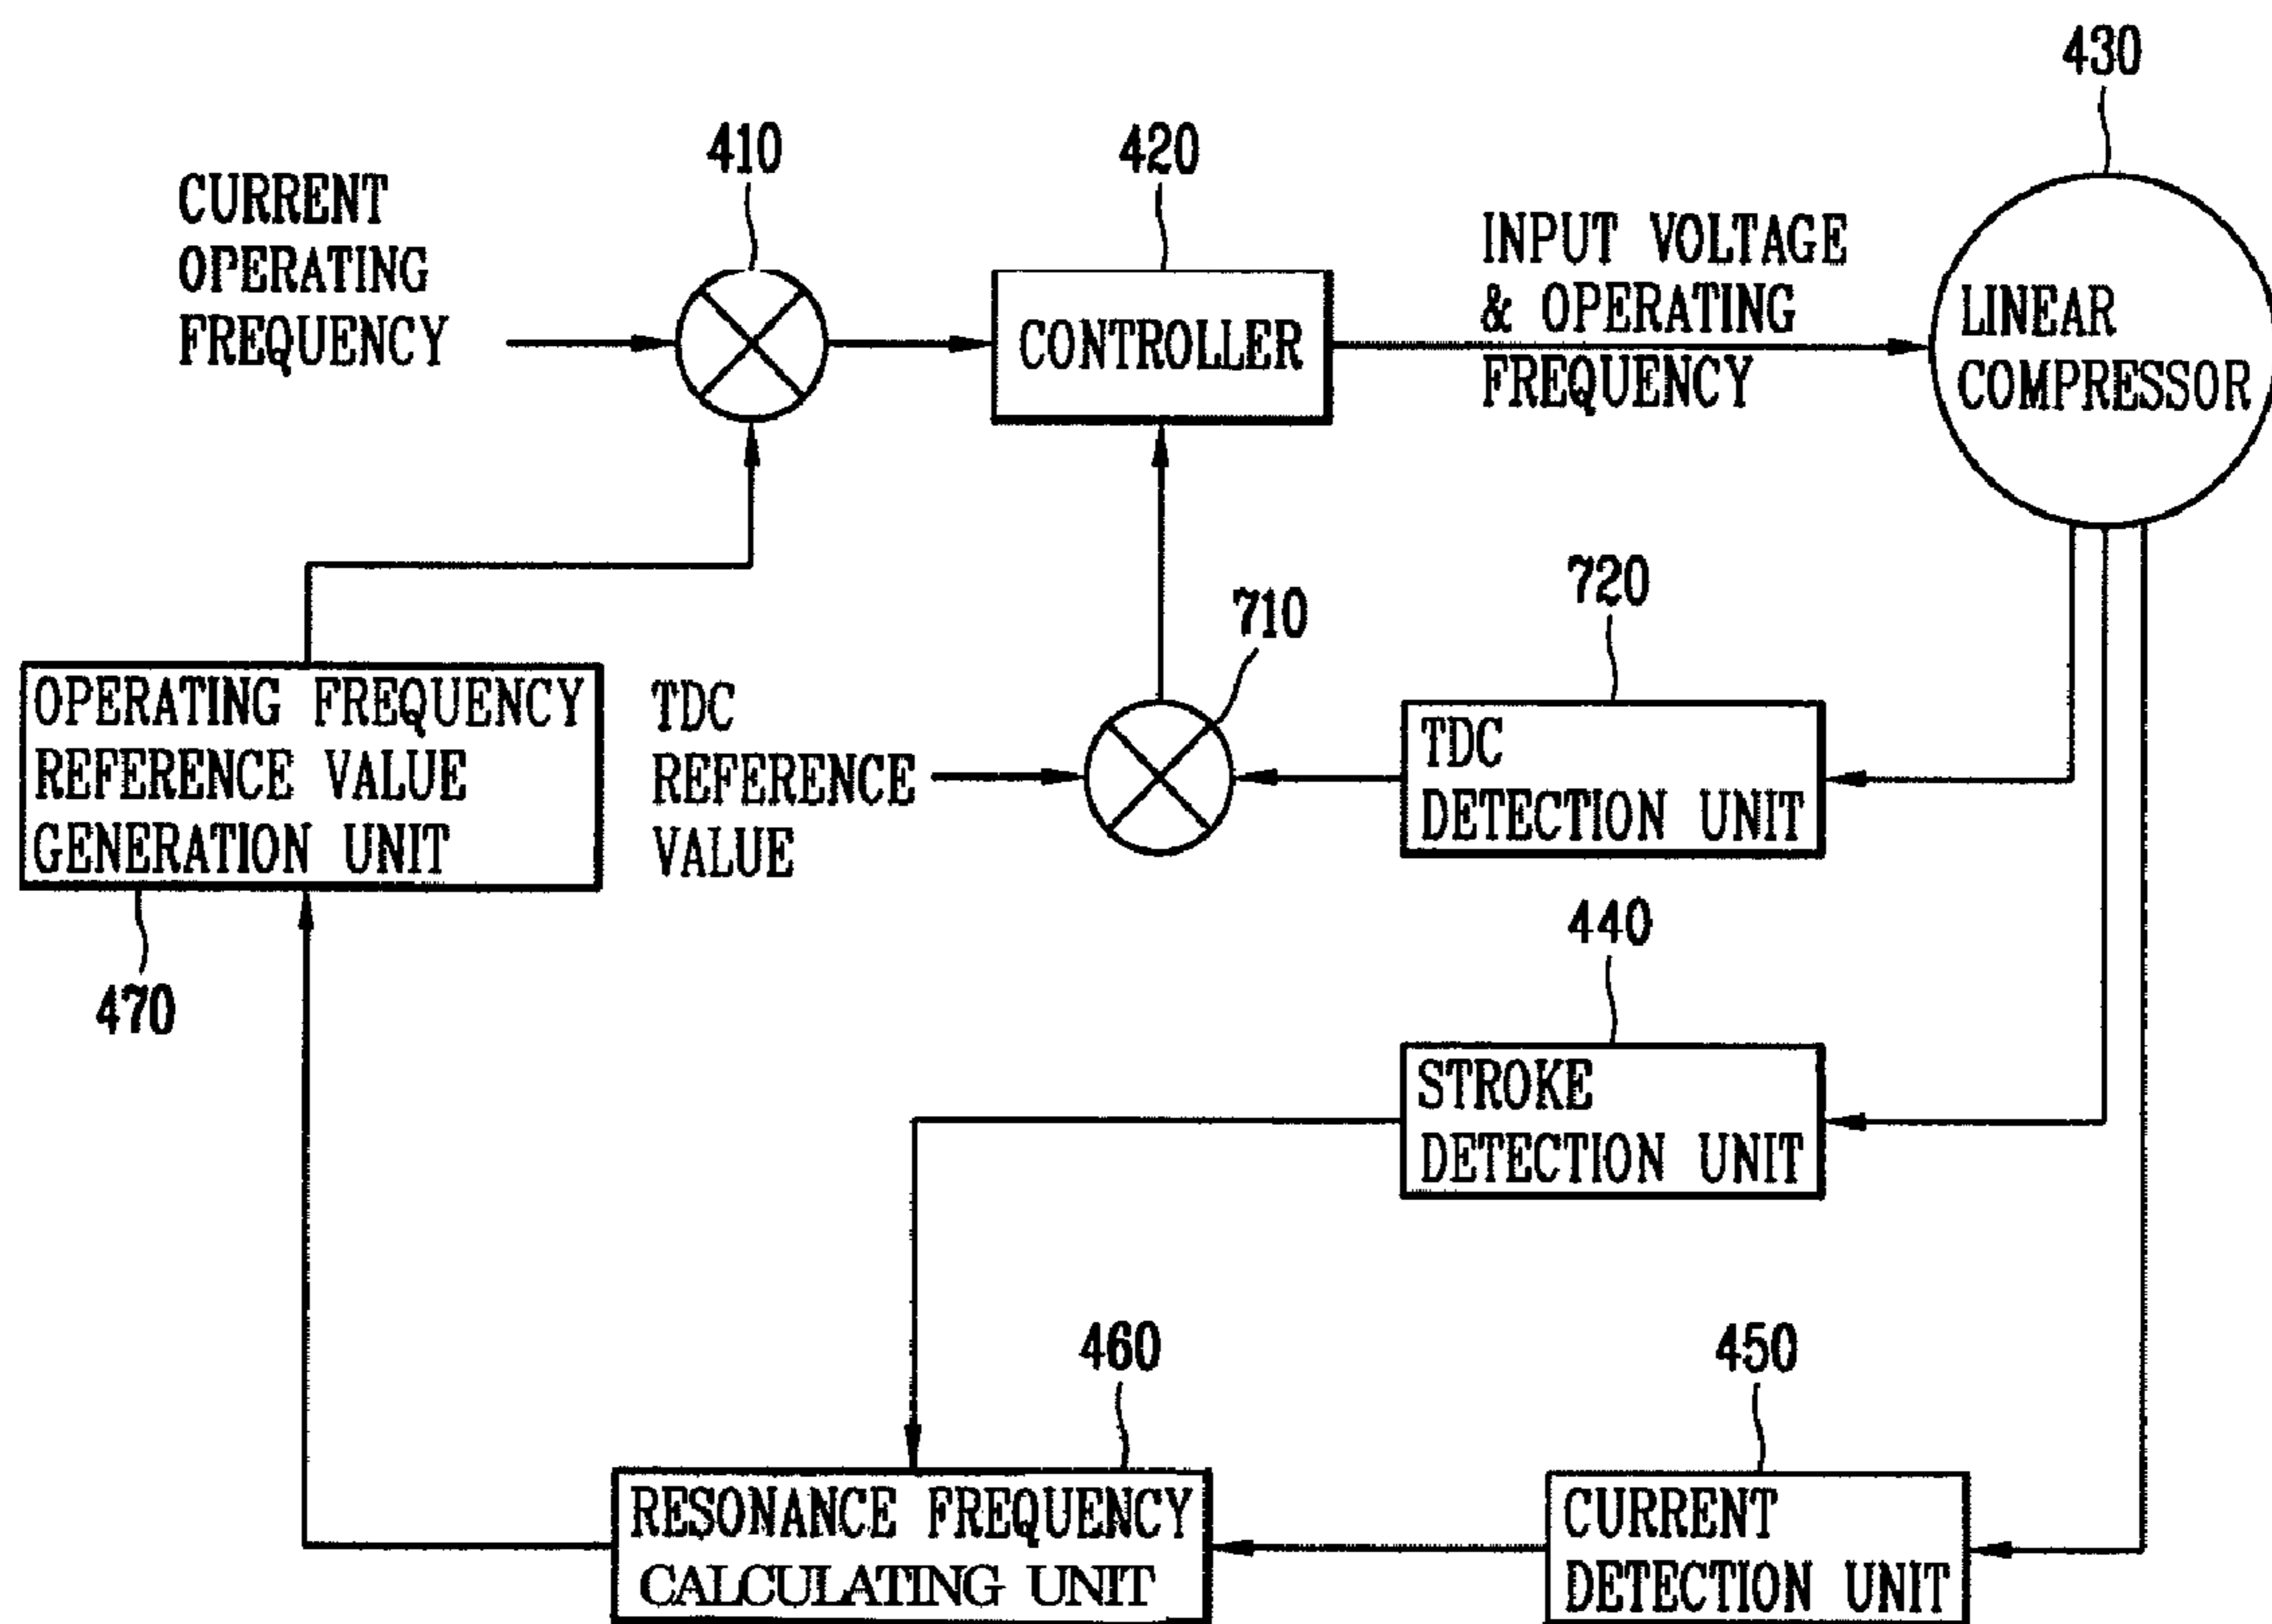 430
410
420
CURRENT
OPERATING
FREQUENCY
INPUT VOLTAGE
& OPERATING
FREQUENCY
CONTROLLER
LINEAR
COMPRESSOR
720
710
OPERATING FREQUENCY
REFERENCE VALUE
GENERATION UNIT
TDC
REFERENCE
VALUE
TDC
DETECTION UNIT
440
470
STROKE
DETECTION UNIT
460
450
RESONANCE FREQUENCY
CALCULATING UNIT
CURRENT
DETECTION UNIT